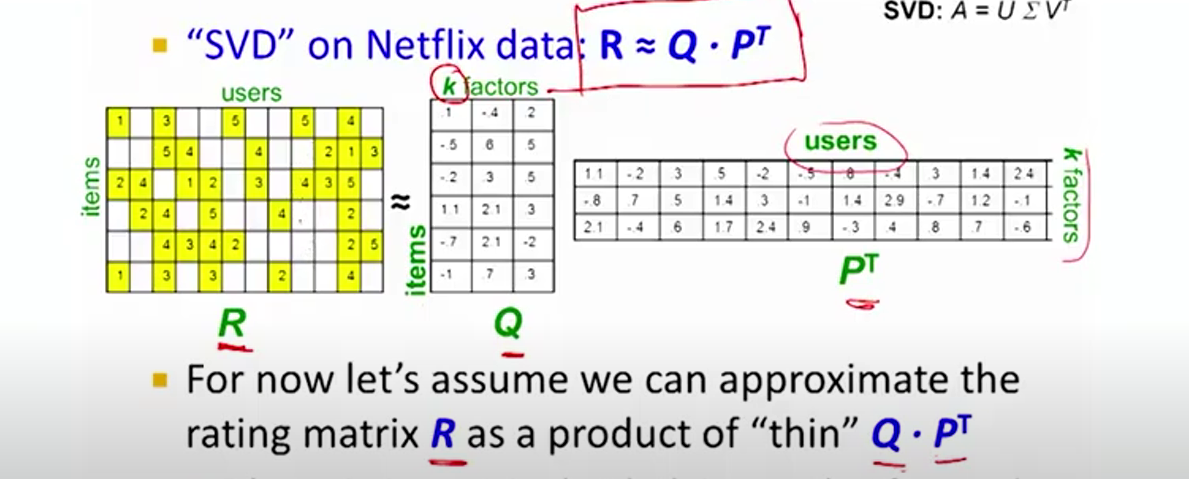 SVD: A = U Σ Vᵀ
▪ "SVD" on Netflix data: R ≈ Q · Pᵀ
users
k factors
items
1 3 5 5 4
5 4 4 2 1 3
2 4 1 2 3 4 3 5
2 4 5 4 2
4 3 4 2 2 5
1 3 3 2 4
R
≈
items
.1 -.4 .2
-.5 .6 .5
-.2 .3 .5
1.1 2.1 .3
-.7 2.1 -2
-1 .7 .3
Q
users
1.1 -.2 .3 .5 -2 -.5 .8 -.4 .3 1.4 2.4
-.8 .7 .5 1.4 .3 -1 1.4 2.9 -.7 1.2 -.1
2.1 -.4 .6 1.7 2.4 .9 -.3 .4 .8 .7 -.6
k factors
Pᵀ
▪ For now let's assume we can approximate the
rating matrix R as a product of "thin" Q · Pᵀ